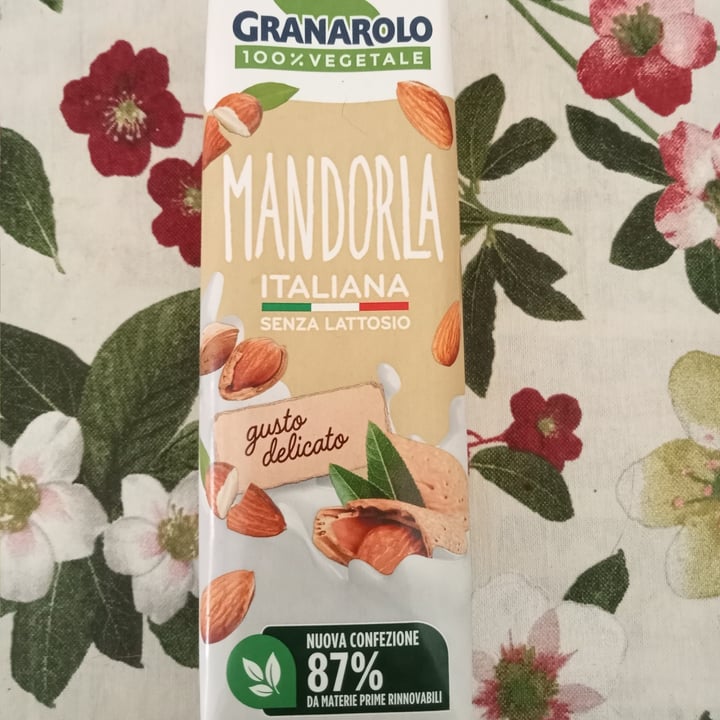 GRANAROLO
100% VEGETALE
MANDORLA
ITALIANA
SENZA LATTOSIO
gusto
delicato
NUOVA CONFEZIONE
87%
DA MATERIE PRIME RINNOVABILI